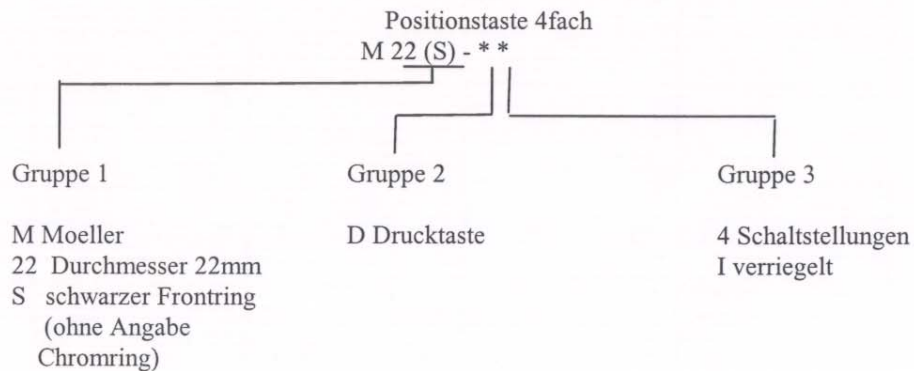 Positionstaste 4fach
M 22 (S) - * *
Gruppe 1
M Moeller
22 Durchmesser 22mm
S schwarzer Frontring
(ohne Angabe
Chromring)
Gruppe 2
D Drucktaste
Gruppe 3
4 Schaltstellungen
I verriegelt